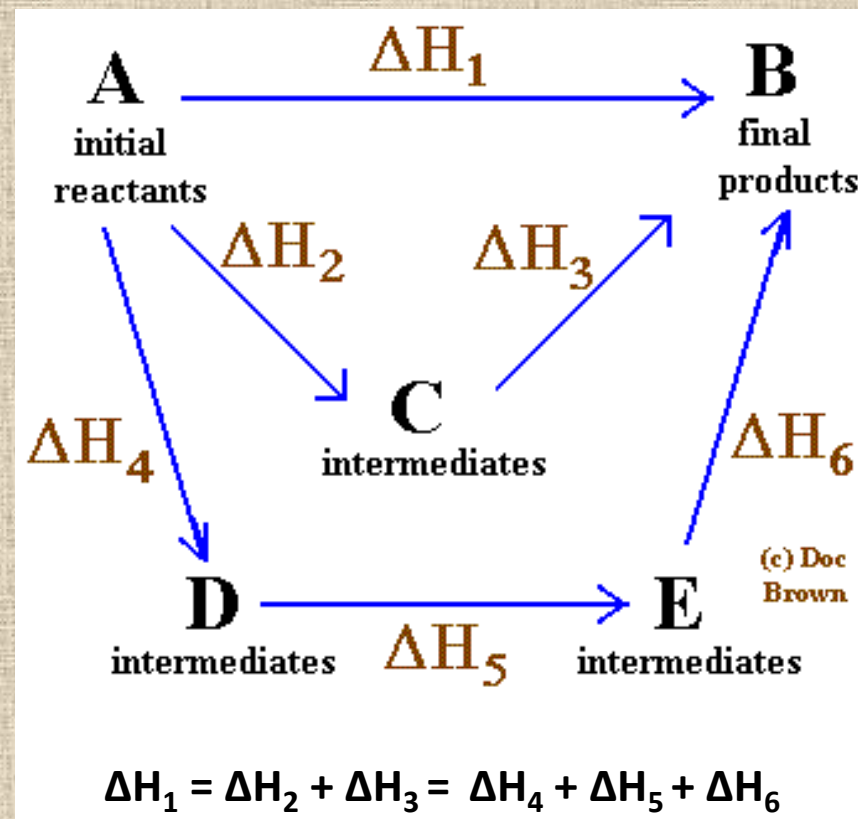 ΔH₁
A
initial
reactants
B
final
products
ΔH₂
ΔH₃
C
intermediates
ΔH₄
ΔH₆
D
intermediates
ΔH₅
E
intermediates
(c) Doc
Brown
ΔH₁ = ΔH₂ + ΔH₃ = ΔH₄ + ΔH₅ + ΔH₆